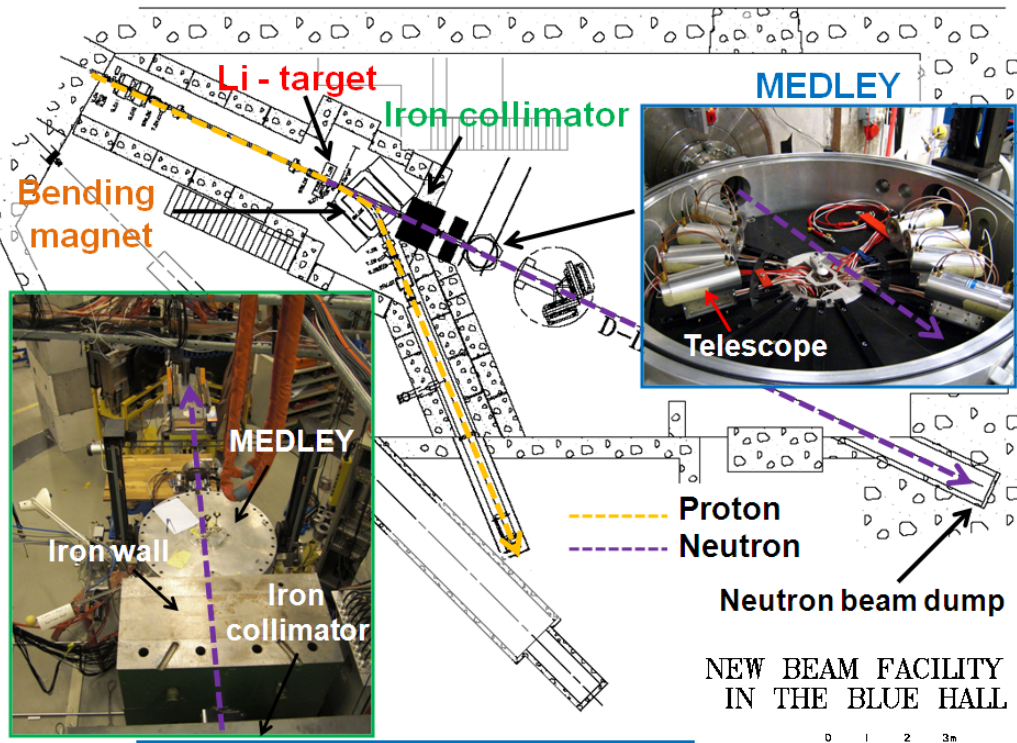 Li - target
MEDLEY
Iron collimator
Bending
magnet
Telescope
D-D
MEDLEY
Proton
Neutron
Iron wall
Iron
collimator
Neutron beam dump
NEW BEAM FACILITY
IN THE BLUE HALL
0 1 2 3m